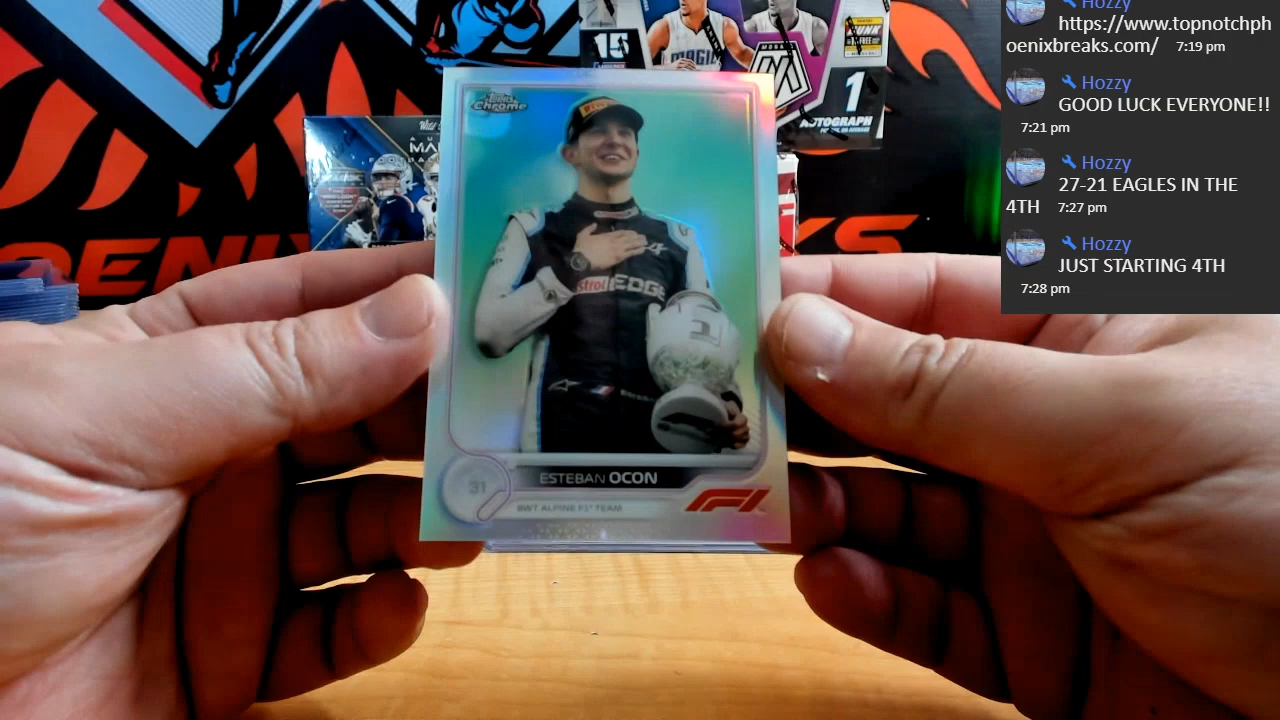 Hozzy
https://www.topnotchph
oenixbreaks.com/ 7:19 pm
Hozzy
GOOD LUCK EVERYONE!!
7:21 pm
Hozzy
27-21 EAGLES IN THE
4TH 7:27 pm
Hozzy
JUST STARTING 4TH
7:28 pm
15
MAGIC
1
AUTOGRAPH
Topps
Chrome
EDGE
ESTEBAN OCON
31
BWT ALPINE F1® TEAM
F1